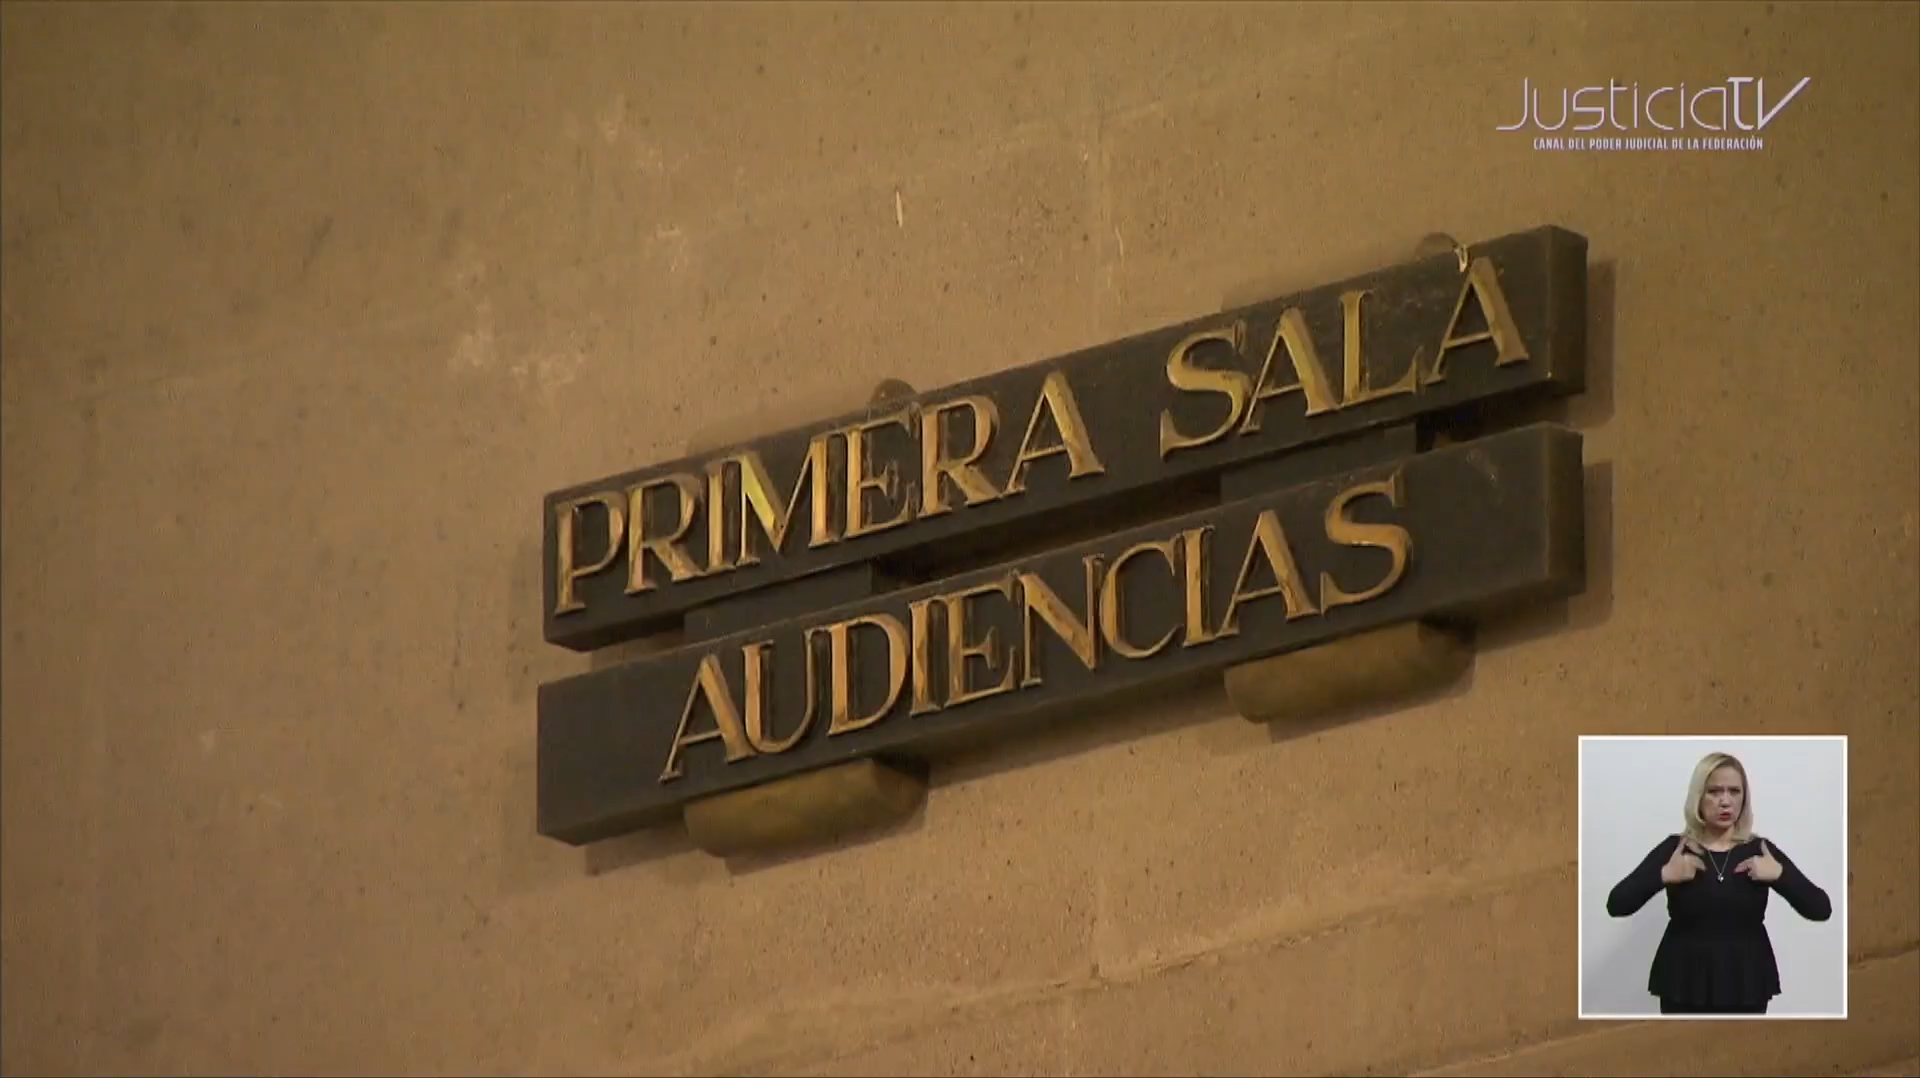 JusticiaTV
CANAL DEL PODER JUDICIAL DE LA FEDERACIÓN
PRIMERA SALA
AUDIENCIAS